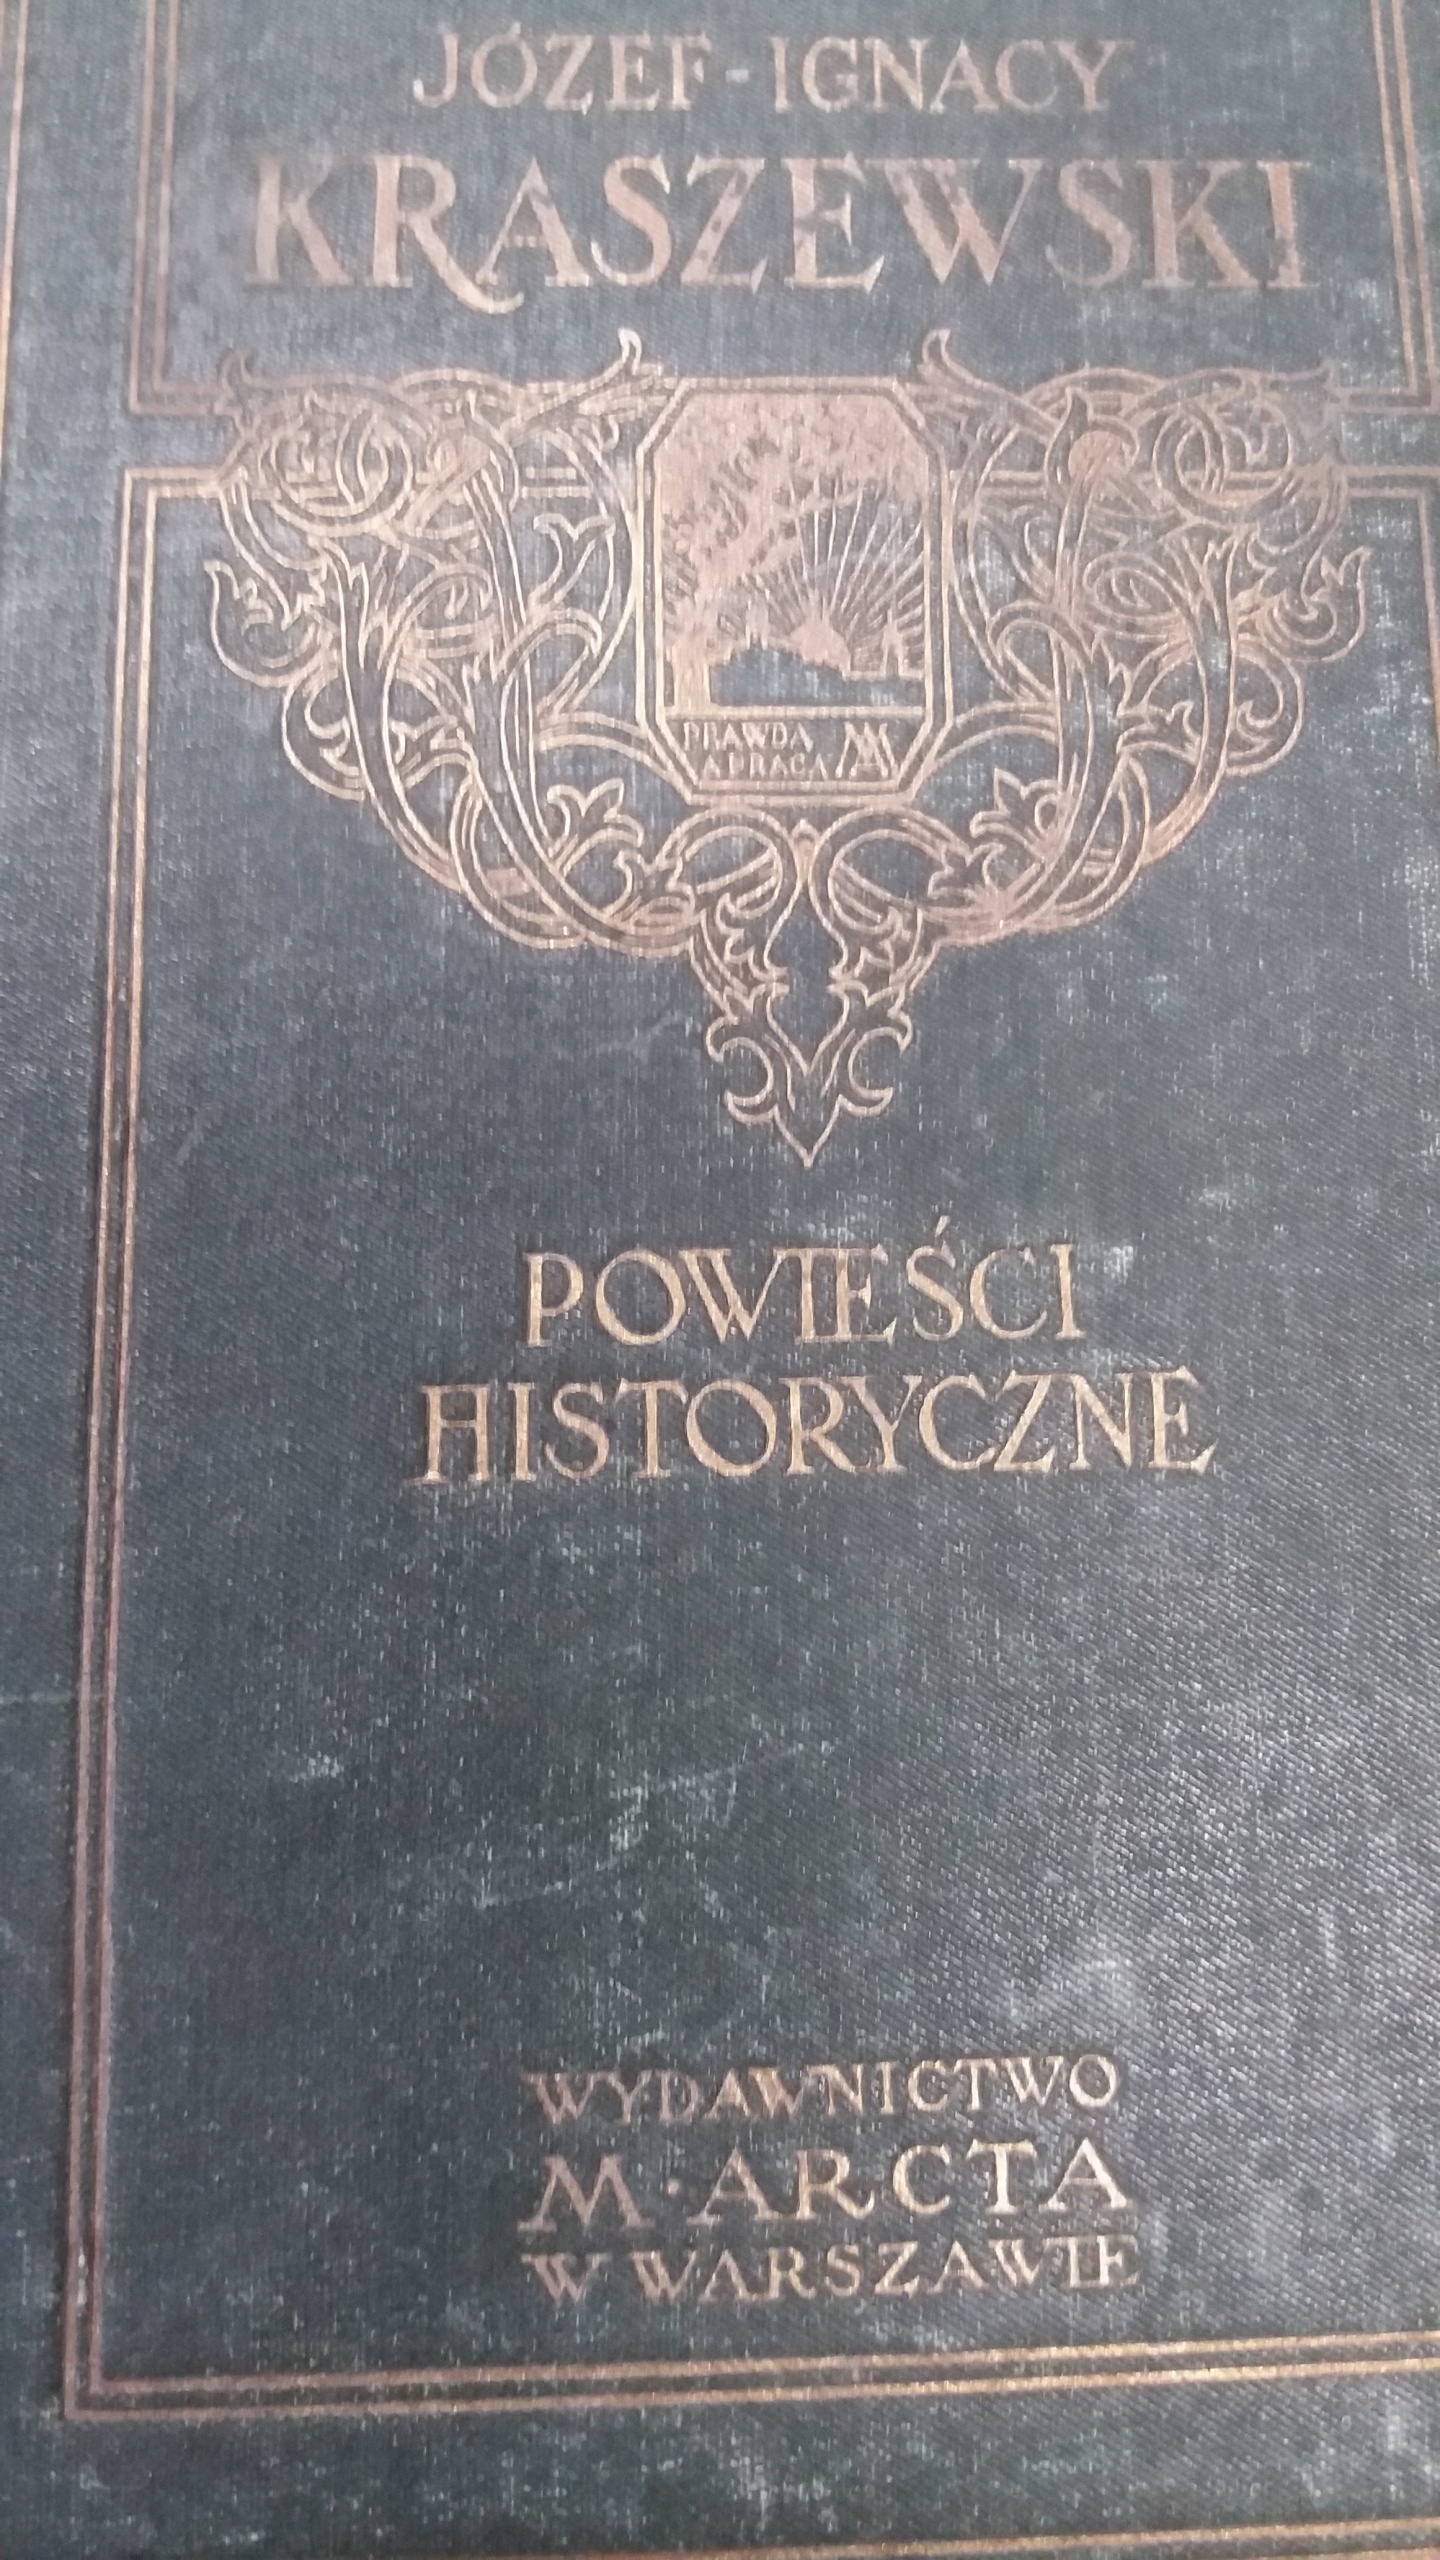 JÓZEF-IGNACY
KRASZEWSKI
PRAWDA
A PRACA
POWIEŚCI
HISTORYCZNE
WYDAWNICTWO
M·ARCTA
W WARSZAWIE